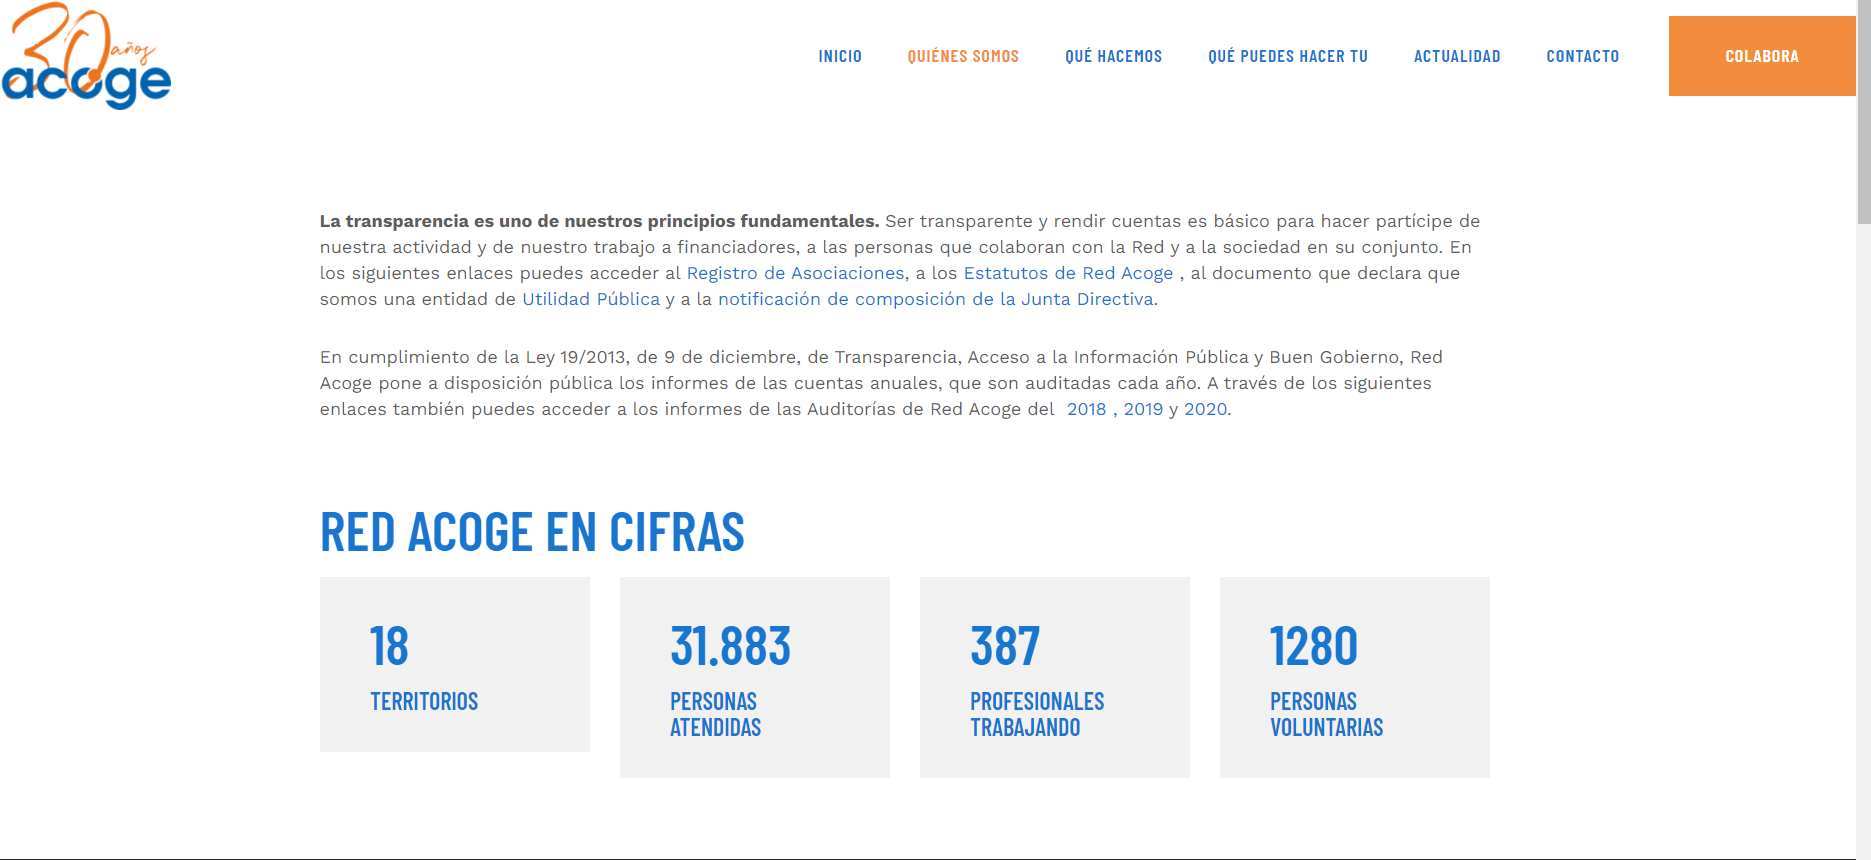 30 años
acoge
INICIO
QUIÉNES SOMOS
QUÉ HACEMOS
QUÉ PUEDES HACER TU
ACTUALIDAD
CONTACTO
COLABORA
La transparencia es uno de nuestros principios fundamentales. Ser transparente y rendir cuentas es básico para hacer partícipe de
nuestra actividad y de nuestro trabajo a financiadores, a las personas que colaboran con la Red y a la sociedad en su conjunto. En
los siguientes enlaces puedes acceder al Registro de Asociaciones, a los Estatutos de Red Acoge , al documento que declara que
somos una entidad de Utilidad Pública y a la notificación de composición de la Junta Directiva.
En cumplimiento de la Ley 19/2013, de 9 de diciembre, de Transparencia, Acceso a la Información Pública y Buen Gobierno, Red
Acoge pone a disposición pública los informes de las cuentas anuales, que son auditadas cada año. A través de los siguientes
enlaces también puedes acceder a los informes de las Auditorías de Red Acoge del 2018 , 2019 y 2020.
RED ACOGE EN CIFRAS
18
TERRITORIOS
31.883
PERSONAS
ATENDIDAS
387
PROFESIONALES
TRABAJANDO
1280
PERSONAS
VOLUNTARIAS